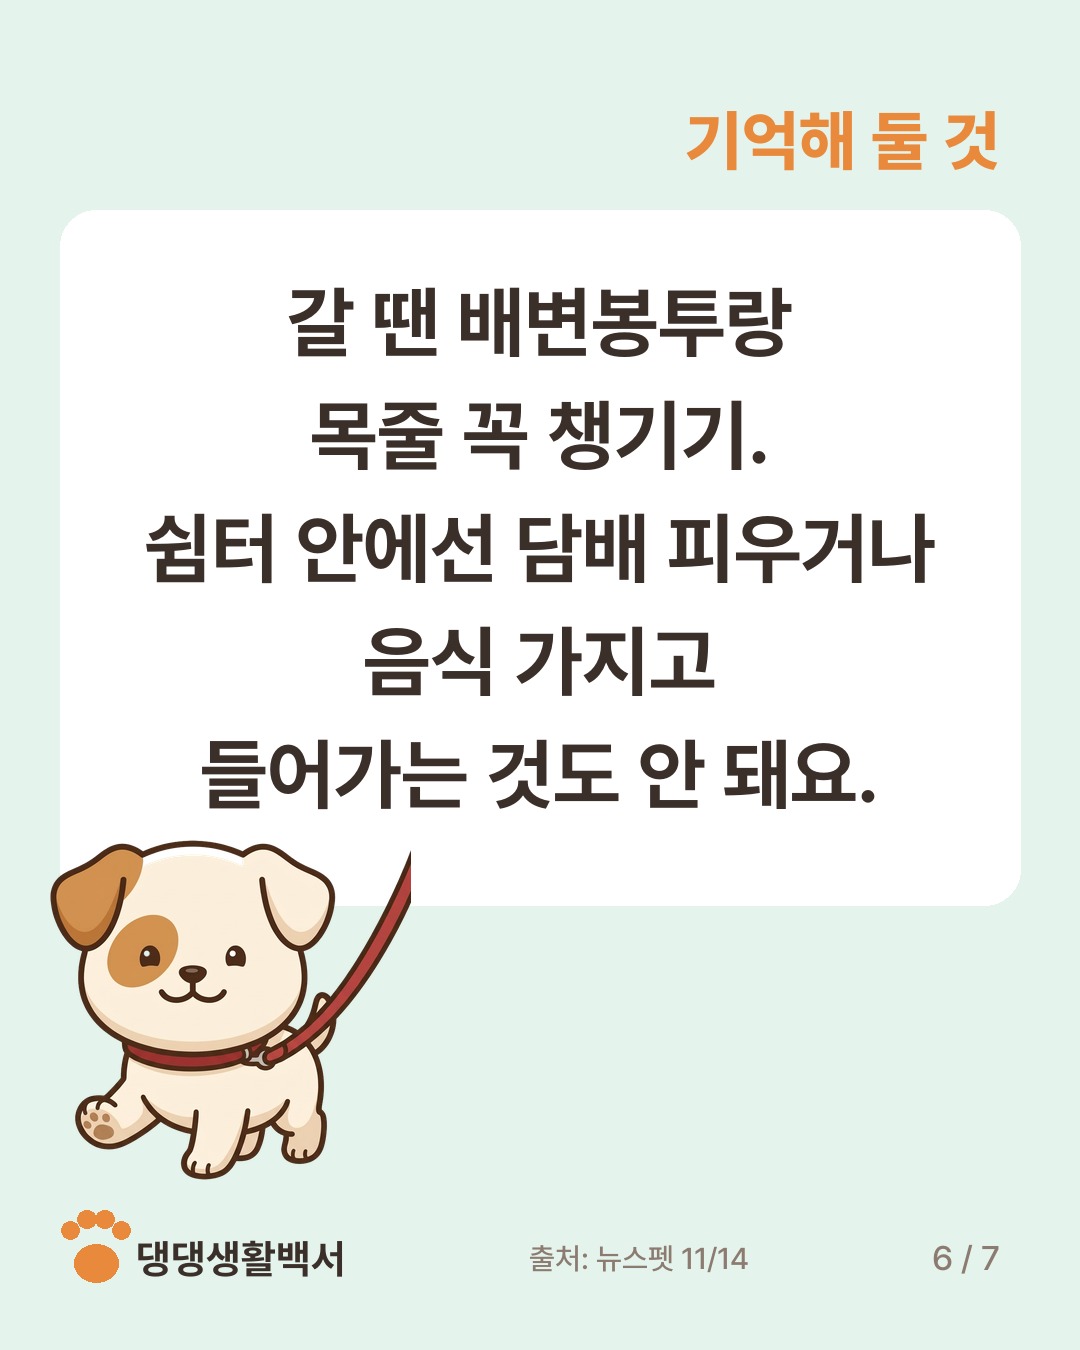 기억해 둘 것
갈 땐 배변봉투랑
목줄 꼭 챙기기.
쉼터 안에선 담배 피우거나
음식 가지고
들어가는 것도 안 돼요.
댕댕생활백서
출처: 뉴스펫 11/14
6 / 7